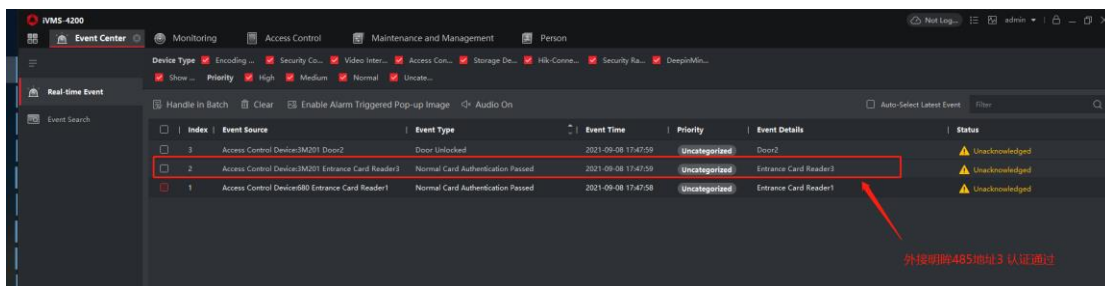 iVMS-4200
Not Log... admin
Event Center Monitoring Access Control Maintenance and Management Person
Device Type Encoding ... Security Co... Video Inter... Access Con... Storage De... Hik-Conne... Security Ra... DeepinMin...
Show ... Priority High Medium Normal Uncate...
Real-time Event
Event Search
Handle in Batch Clear Enable Alarm Triggered Pop-up Image Audio On Auto-Select Latest Event Filter
Index Event Source Event Type Event Time Priority Event Details Status
3 Access Control Device:3M201 Door2 Door Unlocked 2021-09-08 17:47:59 Uncategorized Door2 Unacknowledged
2 Access Control Device:3M201 Entrance Card Reader3 Normal Card Authentication Passed 2021-09-08 17:47:59 Uncategorized Entrance Card Reader3 Unacknowledged
1 Access Control Device:680 Entrance Card Reader1 Normal Card Authentication Passed 2021-09-08 17:47:58 Uncategorized Entrance Card Reader1 Unacknowledged
外接明眸485地址3 认证通过